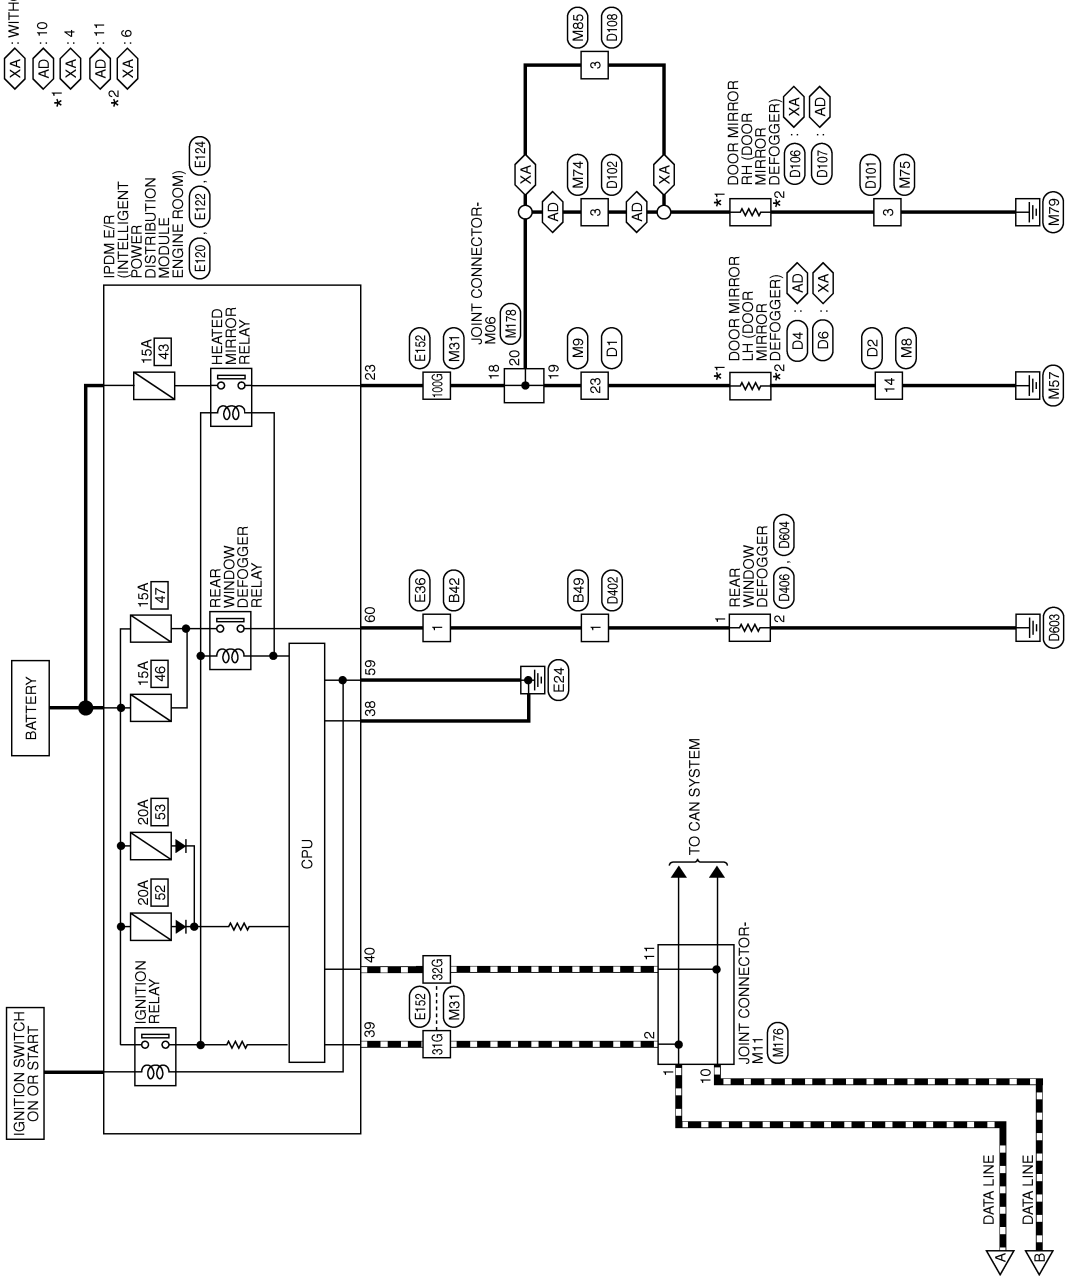 XA : WITHO
AD : 10
*1
XA : 4
AD : 11
*2
XA : 6
BATTERY
IGNITION SWITCH
ON OR START
IPDM E/R
(INTELLIGENT
POWER
DISTRIBUTION
MODULE
ENGINE ROOM)
E120 , E122 , E124
IGNITION
RELAY
20A
52
20A
53
15A
46
15A
47
15A
43
REAR
WINDOW
DEFOGGER
RELAY
HEATED
MIRROR
RELAY
CPU
39
40
38
59
60
23
E152
M31
31G
32G
E24
E36
B42
1
B49
D402
1
REAR
WINDOW
DEFOGGER
D406 , D604
1
2
D603
E152
M31
100G
JOINT CONNECTOR-
M06
M178
18
20
19
M9
D1
23
DOOR MIRROR
LH (DOOR
MIRROR
DEFOGGER)
D4 : AD
D6 : XA
*1
*2
D2
M8
14
M57
XA
AD
M85
D108
3
M74
D102
3
AD
XA
DOOR MIRROR
RH (DOOR
MIRROR
DEFOGGER)
D106 : XA
D107 : AD
*1
*2
D101
M75
3
M79
TO CAN SYSTEM
2
11
1
10
JOINT CONNECTOR-
M11
M176
DATA LINE
A
DATA LINE
B